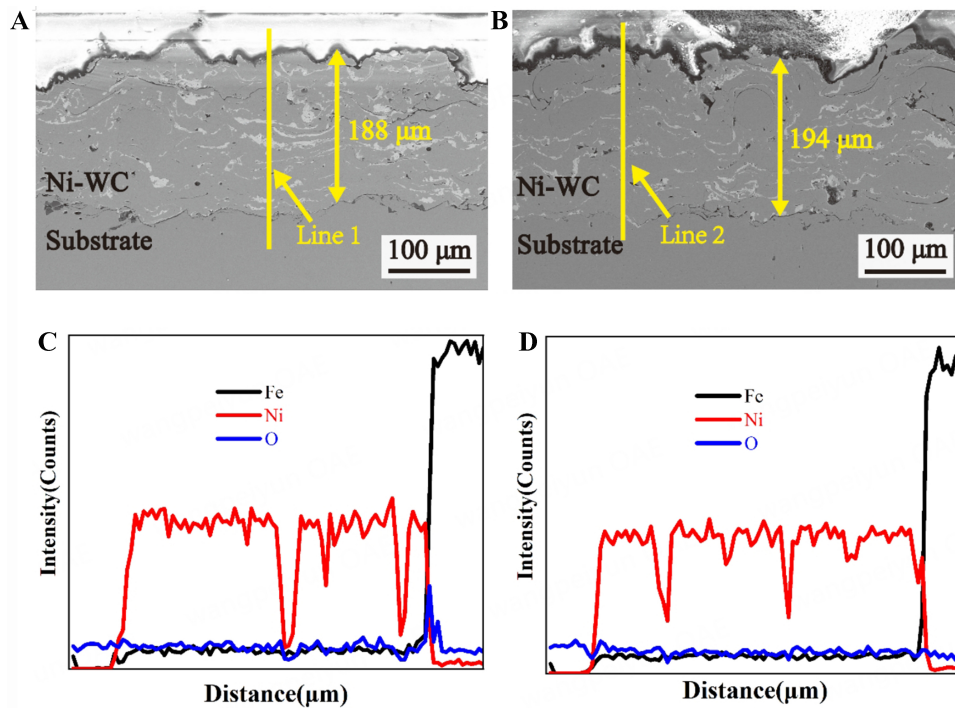 A
188 μm
Ni-WC
Substrate
Line 1
100 μm
B
194 μm
Ni-WC
Substrate
Line 2
100 μm
C
Fe
Ni
O
Intensity(Counts)
Distance(μm)
D
Fe
Ni
O
Intensity(Counts)
Distance(μm)